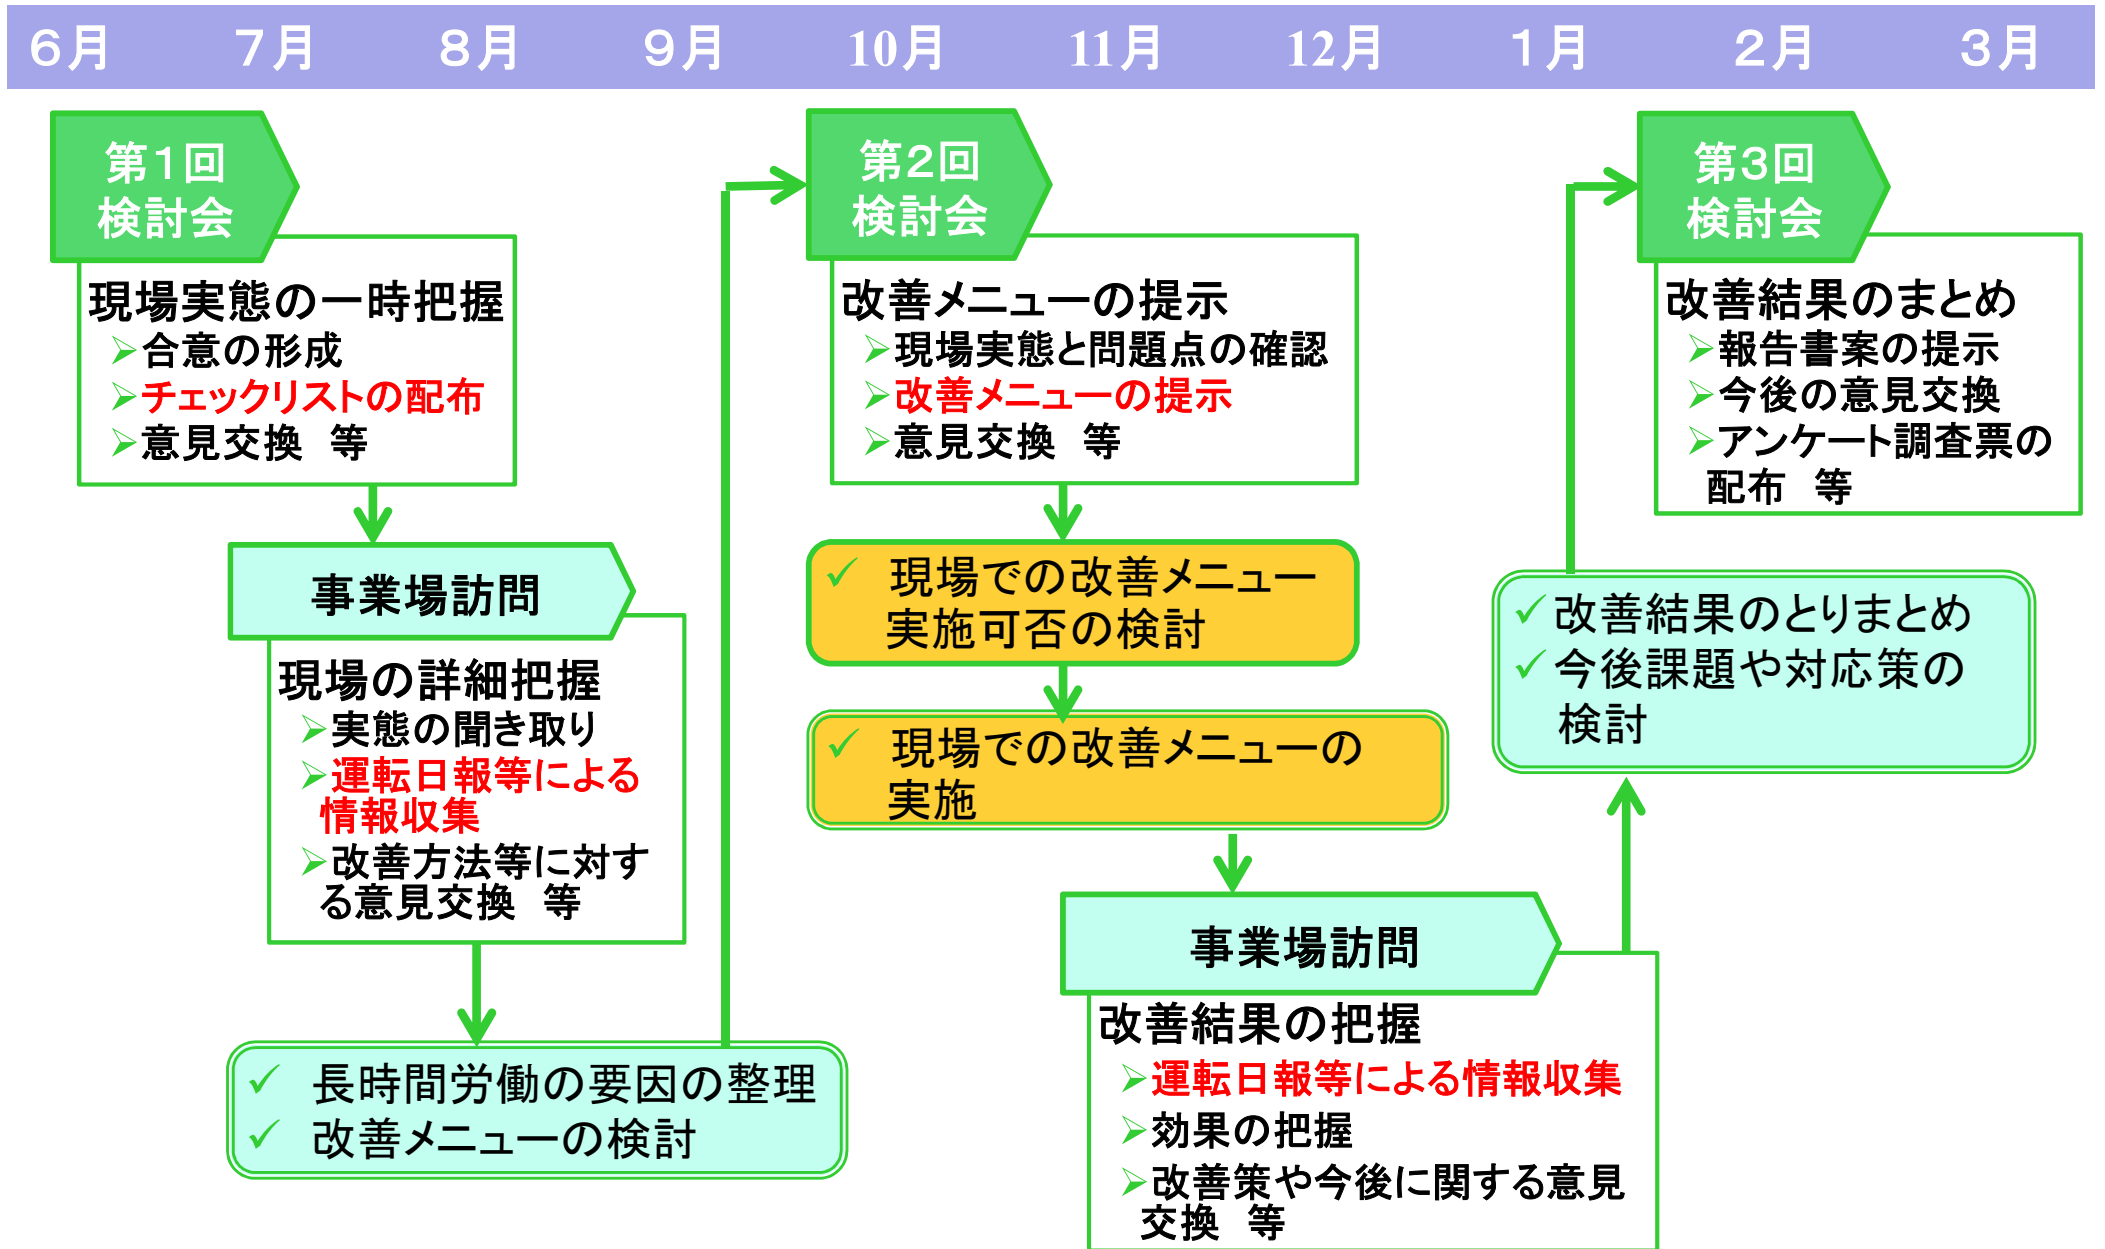 6月 7月 8月 9月 10月 11月 12月 1月 2月 3月
第1回
検討会
現場実態の一時把握
➢合意の形成
➢チェックリストの配布
➢意見交換　等
事業場訪問
現場の詳細把握
➢実態の聞き取り
➢運転日報等による
情報収集
➢改善方法等に対す
る意見交換　等
✓ 長時間労働の要因の整理
✓ 改善メニューの検討
第2回
検討会
改善メニューの提示
➢現場実態と問題点の確認
➢改善メニューの提示
➢意見交換　等
✓ 現場での改善メニュー
実施可否の検討
✓ 現場での改善メニューの
実施
事業場訪問
改善結果の把握
➢運転日報等による情報収集
➢効果の把握
➢改善策や今後に関する意見
交換　等
✓改善結果のとりまとめ
✓今後課題や対応策の
検討
第3回
検討会
改善結果のまとめ
➢報告書案の提示
➢今後の意見交換
➢アンケート調査票の
配布　等